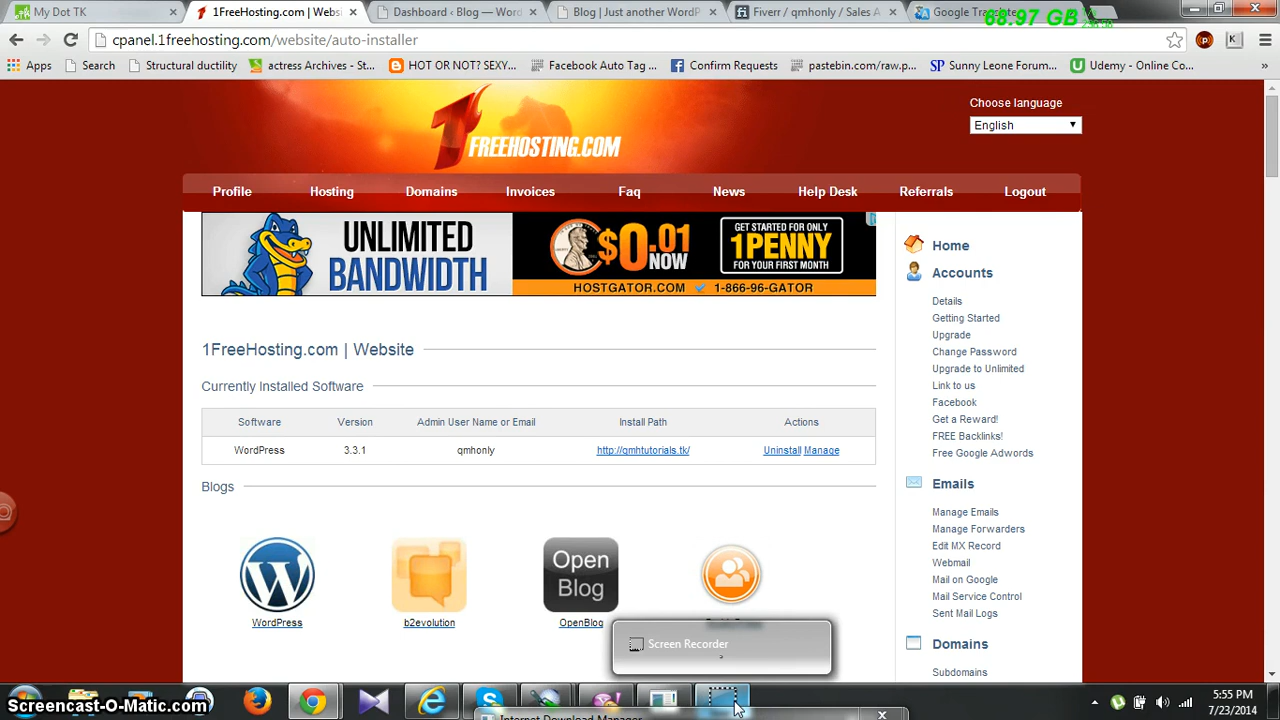 My Dot TK
1FreeHosting.com | Websi
Dashboard ‹ Blog — Word
Blog | Just another WordP
Fiverr / qmhonly / Sales A
Google Translate
68.97 GB
cpanel.1freehosting.com/website/auto-installer
Apps
Search
Structural ductility
actress Archives - St...
HOT OR NOT? SEXY...
Facebook Auto Tag ...
Confirm Requests
pastebin.com/raw.p...
SP Sunny Leone Forum...
Udemy - Online Co...
1FREEHOSTING.COM
Choose language
English
Profile
Hosting
Domains
Invoices
Faq
News
Help Desk
Referrals
Logout
UNLIMITED
BANDWIDTH
$0.01
NOW
GET STARTED FOR ONLY
1PENNY
FOR YOUR FIRST MONTH
HOSTGATOR.COM
1-866-96-GATOR
1FreeHosting.com | Website
Currently Installed Software
Software Version Admin User Name or Email Install Path Actions
WordPress 3.3.1 qmhonly http://qmhtutorials.tk/ Uninstall Manage
Blogs
Open
Blog
WordPress
b2evolution
OpenBlog
Home
Accounts
Details
Getting Started
Upgrade
Change Password
Upgrade to Unlimited
Link to us
Facebook
Get a Reward!
FREE Backlinks!
Free Google Adwords
Emails
Manage Emails
Manage Forwarders
Edit MX Record
Webmail
Mail on Google
Mail Service Control
Sent Mail Logs
Domains
Subdomains
Screen Recorder
Internet Download Manager
Screencast-O-Matic.com
5:55 PM
7/23/2014